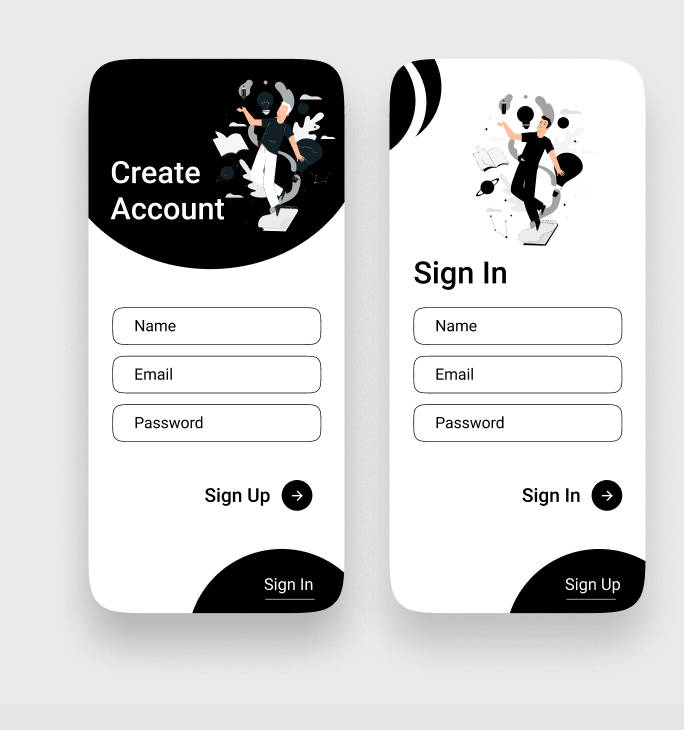 Create
Account
Name
Email
Password
Sign Up
Sign In
Sign In
Name
Email
Password
Sign In
Sign Up